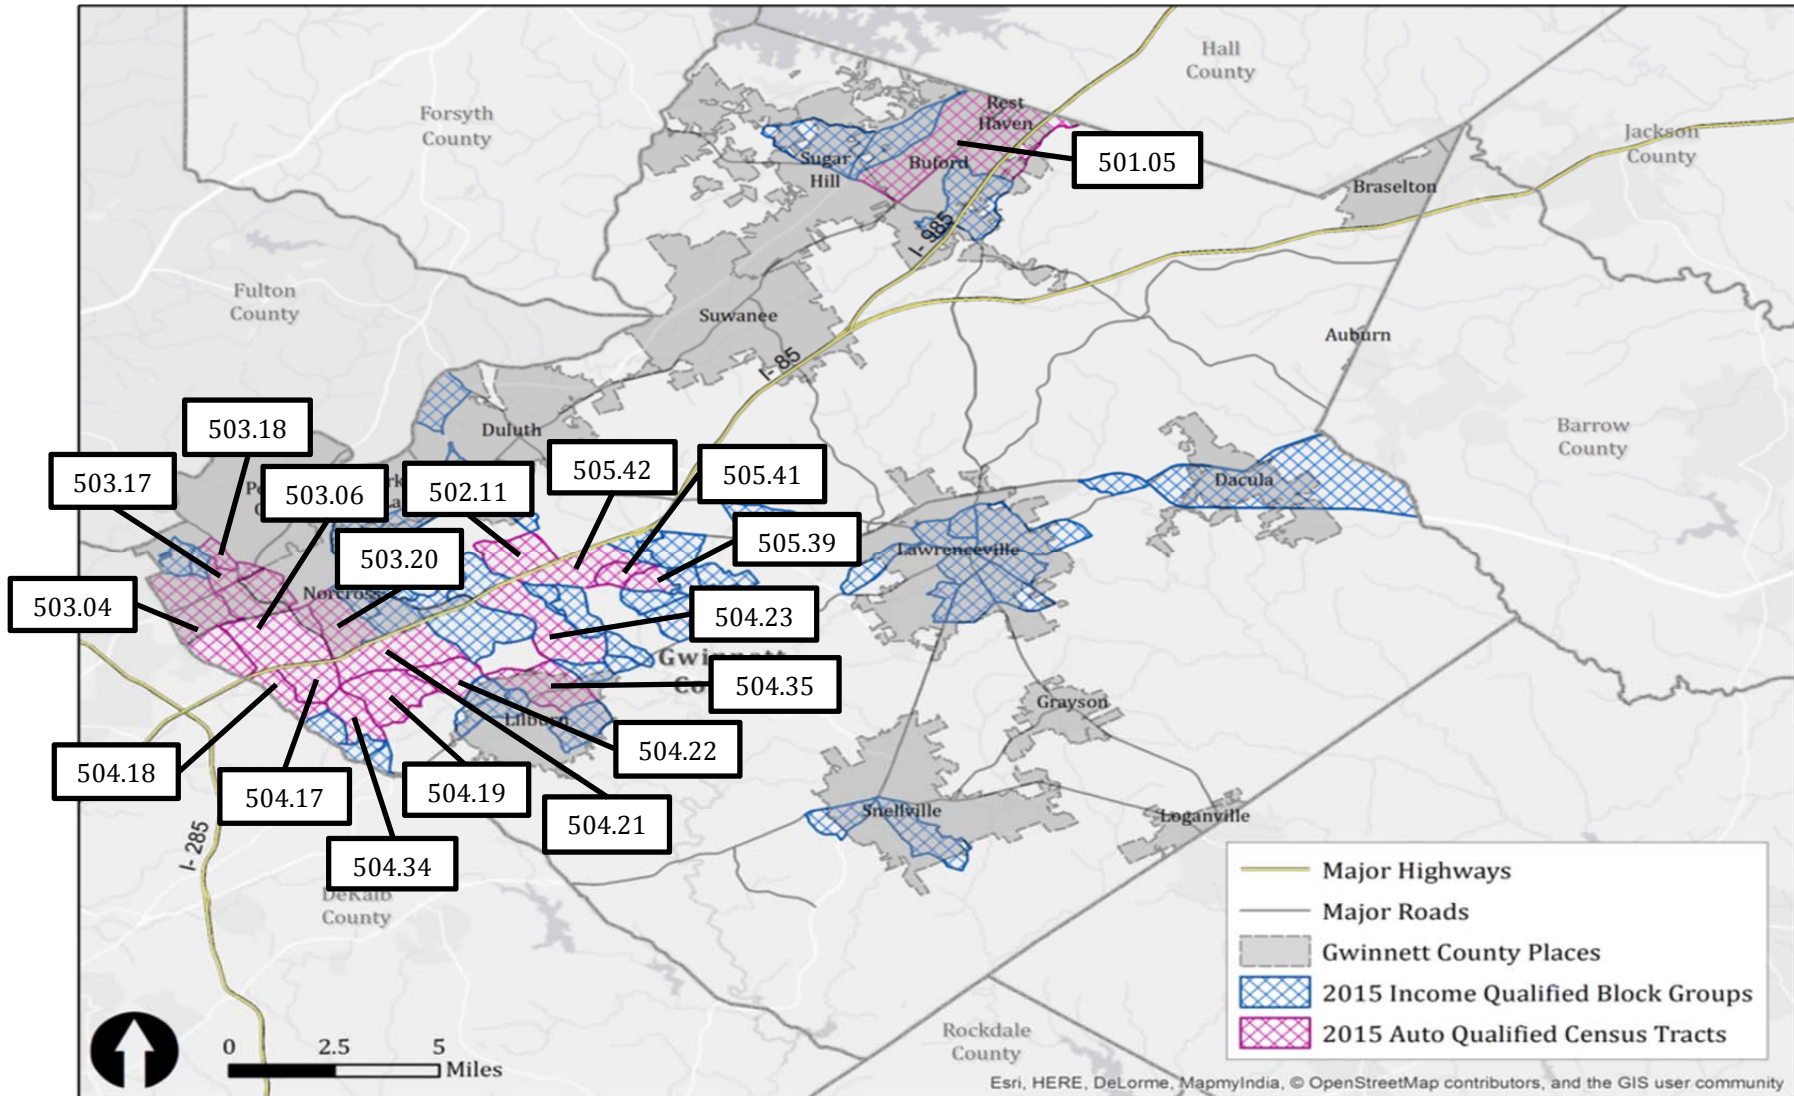 Hall
County
Forsyth
County
Rest
Haven
Jackson
County
501.05
Sugar
Hill
Buford
Braselton
I- 985
Fulton
County
Suwanee
Auburn
I- 85
503.18
Duluth
Barrow
County
503.17
503.06
502.11
505.42
505.41
Dacula
503.20
505.39
Lawrenceville
503.04
Norcross
504.23
Gwinnett
504.35
Grayson
Lilburn
504.18
504.17
504.19
504.22
504.21
Snellville
Loganville
I- 285
504.34
DeKalb
County
Major Highways
Major Roads
Gwinnett County Places
2015 Income Qualified Block Groups
2015 Auto Qualified Census Tracts
Rockdale
County
0 2.5 5
Miles
Esri, HERE, DeLorme, MapmyIndia, © OpenStreetMap contributors, and the GIS user community